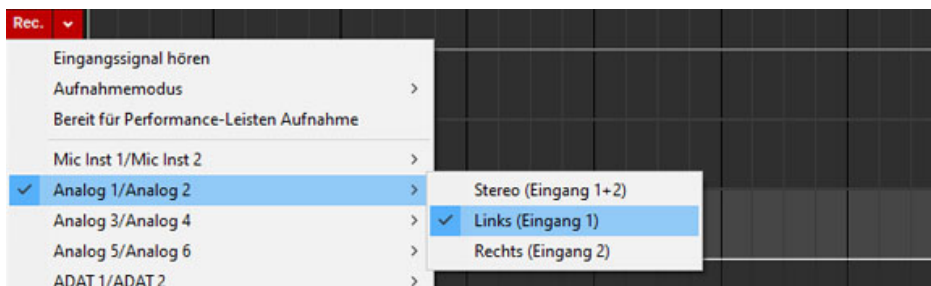 Rec.
Eingangssignal hören
Aufnahmemodus
Bereit für Performance-Leisten Aufnahme
Mic Inst 1/Mic Inst 2
Analog 1/Analog 2
Stereo (Eingang 1+2)
Analog 3/Analog 4
Links (Eingang 1)
Analog 5/Analog 6
Rechts (Eingang 2)
ADAT 1/ADAT 2